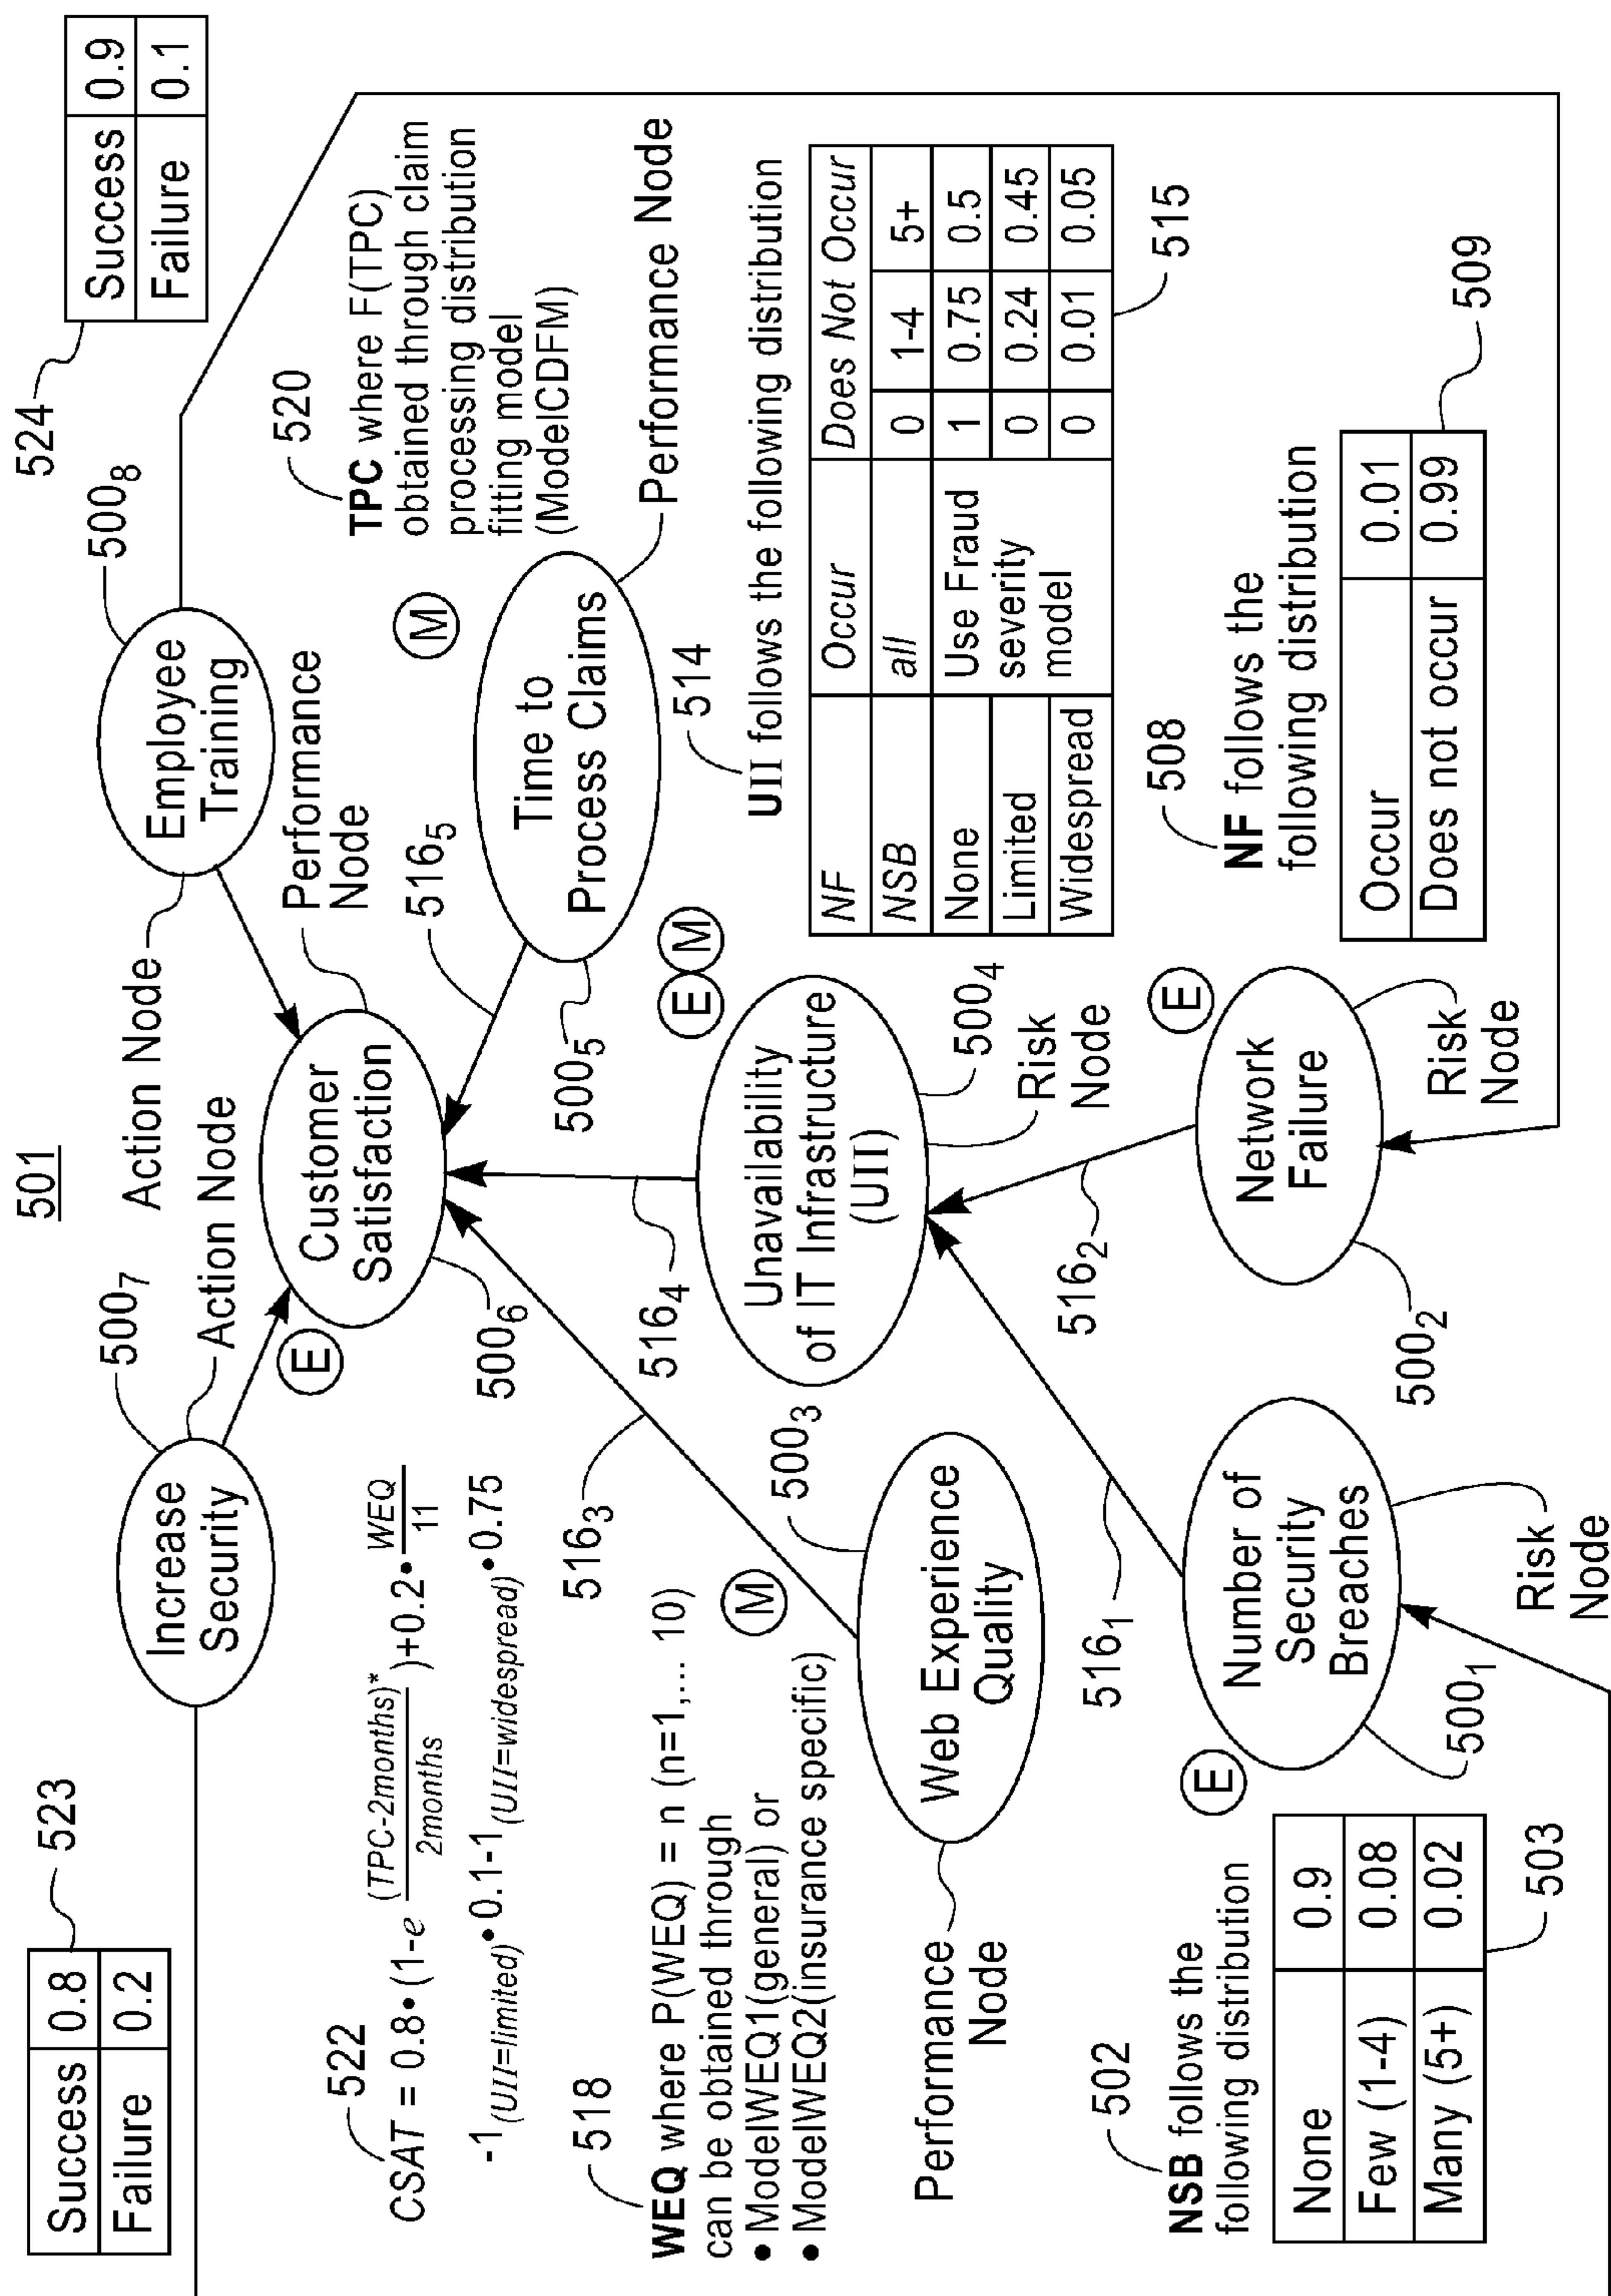 501
523
Success 0.8
Failure 0.2
524
Success 0.9
Failure 0.1
500₇
Action Node
Increase
Security
Action Node
500₈
Employee
Training
522
CSAT = 0.8•(1-e (TPC-2months)* / 2months )+0.2• WEQ / 11
-1(UII=limited)•0.1-1(UII=widespread)•0.75
E
Customer
Satisfaction
500₆
Performance
Node
520
TPC where F(TPC)
obtained through claim
processing distribution
fitting model
(ModelCDFM)
M
Time to
Process Claims
Performance Node
500₅
516₅
518
WEQ where P(WEQ) = n (n=1,... 10)
can be obtained through
• ModelWEQ1(general) or
• ModelWEQ2(insurance specific)
516₃
516₄
M
500₃
Web Experience
Quality
Performance
Node
E M
Unavailability
of IT Infrastructure
(UII)
500₄
Risk
Node
514
UII follows the following distribution
NF Occur Does Not Occur
NSB all 0 1-4 5+
None Use Fraud severity model 1 0.75 0.5
Limited 0 0.24 0.45
Widespread 0 0.01 0.05
515
516₁
516₂
502
NSB follows the
following distribution
None 0.9
Few (1-4) 0.08
Many (5+) 0.02
503
E
Number of
Security
Breaches
500₁
Risk
Node
E
Network
Failure
500₂
Risk
Node
508
NF follows the
following distribution
Occur 0.01
Does not occur 0.99
509